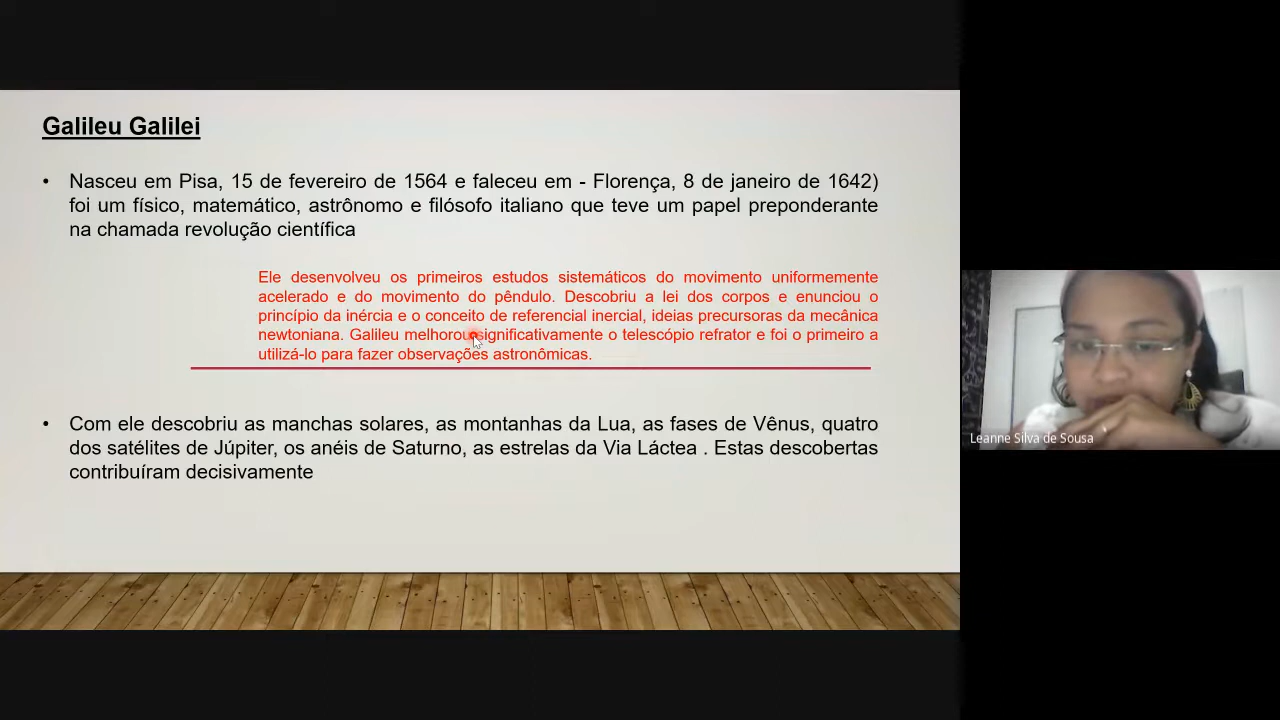 Galileu Galilei
• Nasceu em Pisa, 15 de fevereiro de 1564 e faleceu em - Florença, 8 de janeiro de 1642)
foi um físico, matemático, astrônomo e filósofo italiano que teve um papel preponderante
na chamada revolução científica
Ele desenvolveu os primeiros estudos sistemáticos do movimento uniformemente
acelerado e do movimento do pêndulo. Descobriu a lei dos corpos e enunciou o
princípio da inércia e o conceito de referencial inercial, ideias precursoras da mecânica
newtoniana. Galileu melhorou significativamente o telescópio refrator e foi o primeiro a
utilizá-lo para fazer observações astronômicas.
• Com ele descobriu as manchas solares, as montanhas da Lua, as fases de Vênus, quatro
dos satélites de Júpiter, os anéis de Saturno, as estrelas da Via Láctea . Estas descobertas
contribuíram decisivamente
Leanne Silva de Sousa